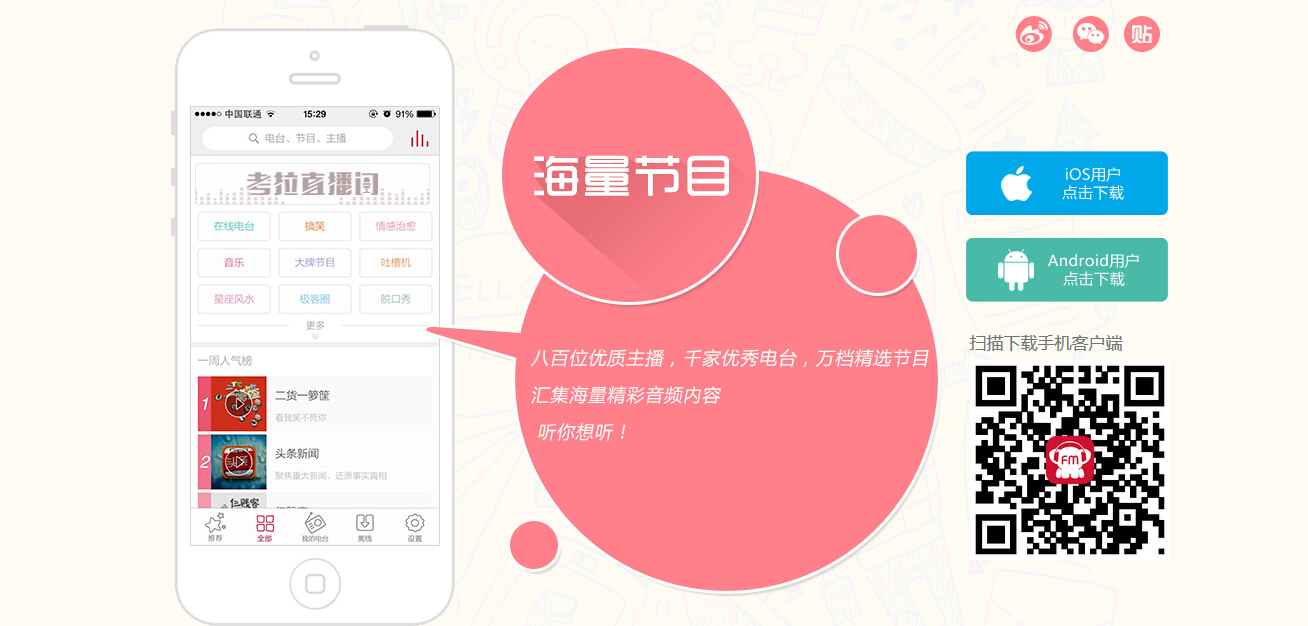 贴
中国联通
15:29
91%
电台、节目、主播
考拉直播间
在线电台
搞笑
情感治愈
音乐
大牌节目
吐槽机
星座风水
极客圈
脱口秀
更多
一周人气榜
1
二货一箩筐
看我笑不死你
2
头条新闻
聚焦重大新闻，还原事实真相
推荐
全部
我的电台
离线
设置
海量节目
八百位优质主播，千家优秀电台，万档精选节目
汇集海量精彩音频内容
听你想听！
iOS用户
点击下载
Android用户
点击下载
扫描下载手机客户端
FM